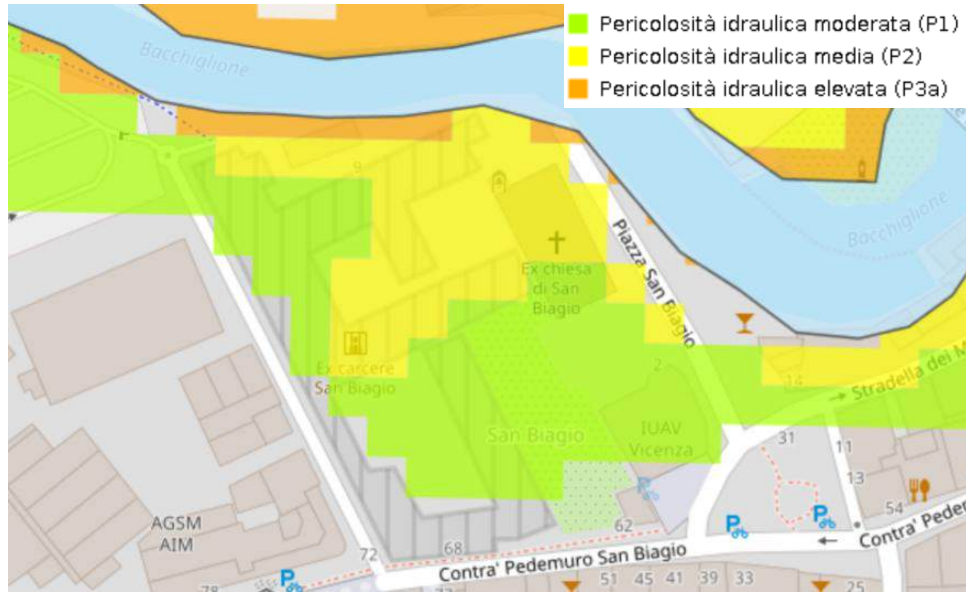 Pericolosità idraulica moderata (P1)
Pericolosità idraulica media (P2)
Pericolosità idraulica elevata (P3a)
Bacchiglione
9
Piazza San Biagio
Bacchiglione
Ex chiesa
di San
Biagio
Ex carcere
San Biagio
2
14
Stradella dei M
San Biagio
IUAV
Vicenza
31
11
13
54
AGSM
AIM
62
72
68
Contra' Pedemuro San Biagio
Contra' Peder
78
51
45
41
39
33
25